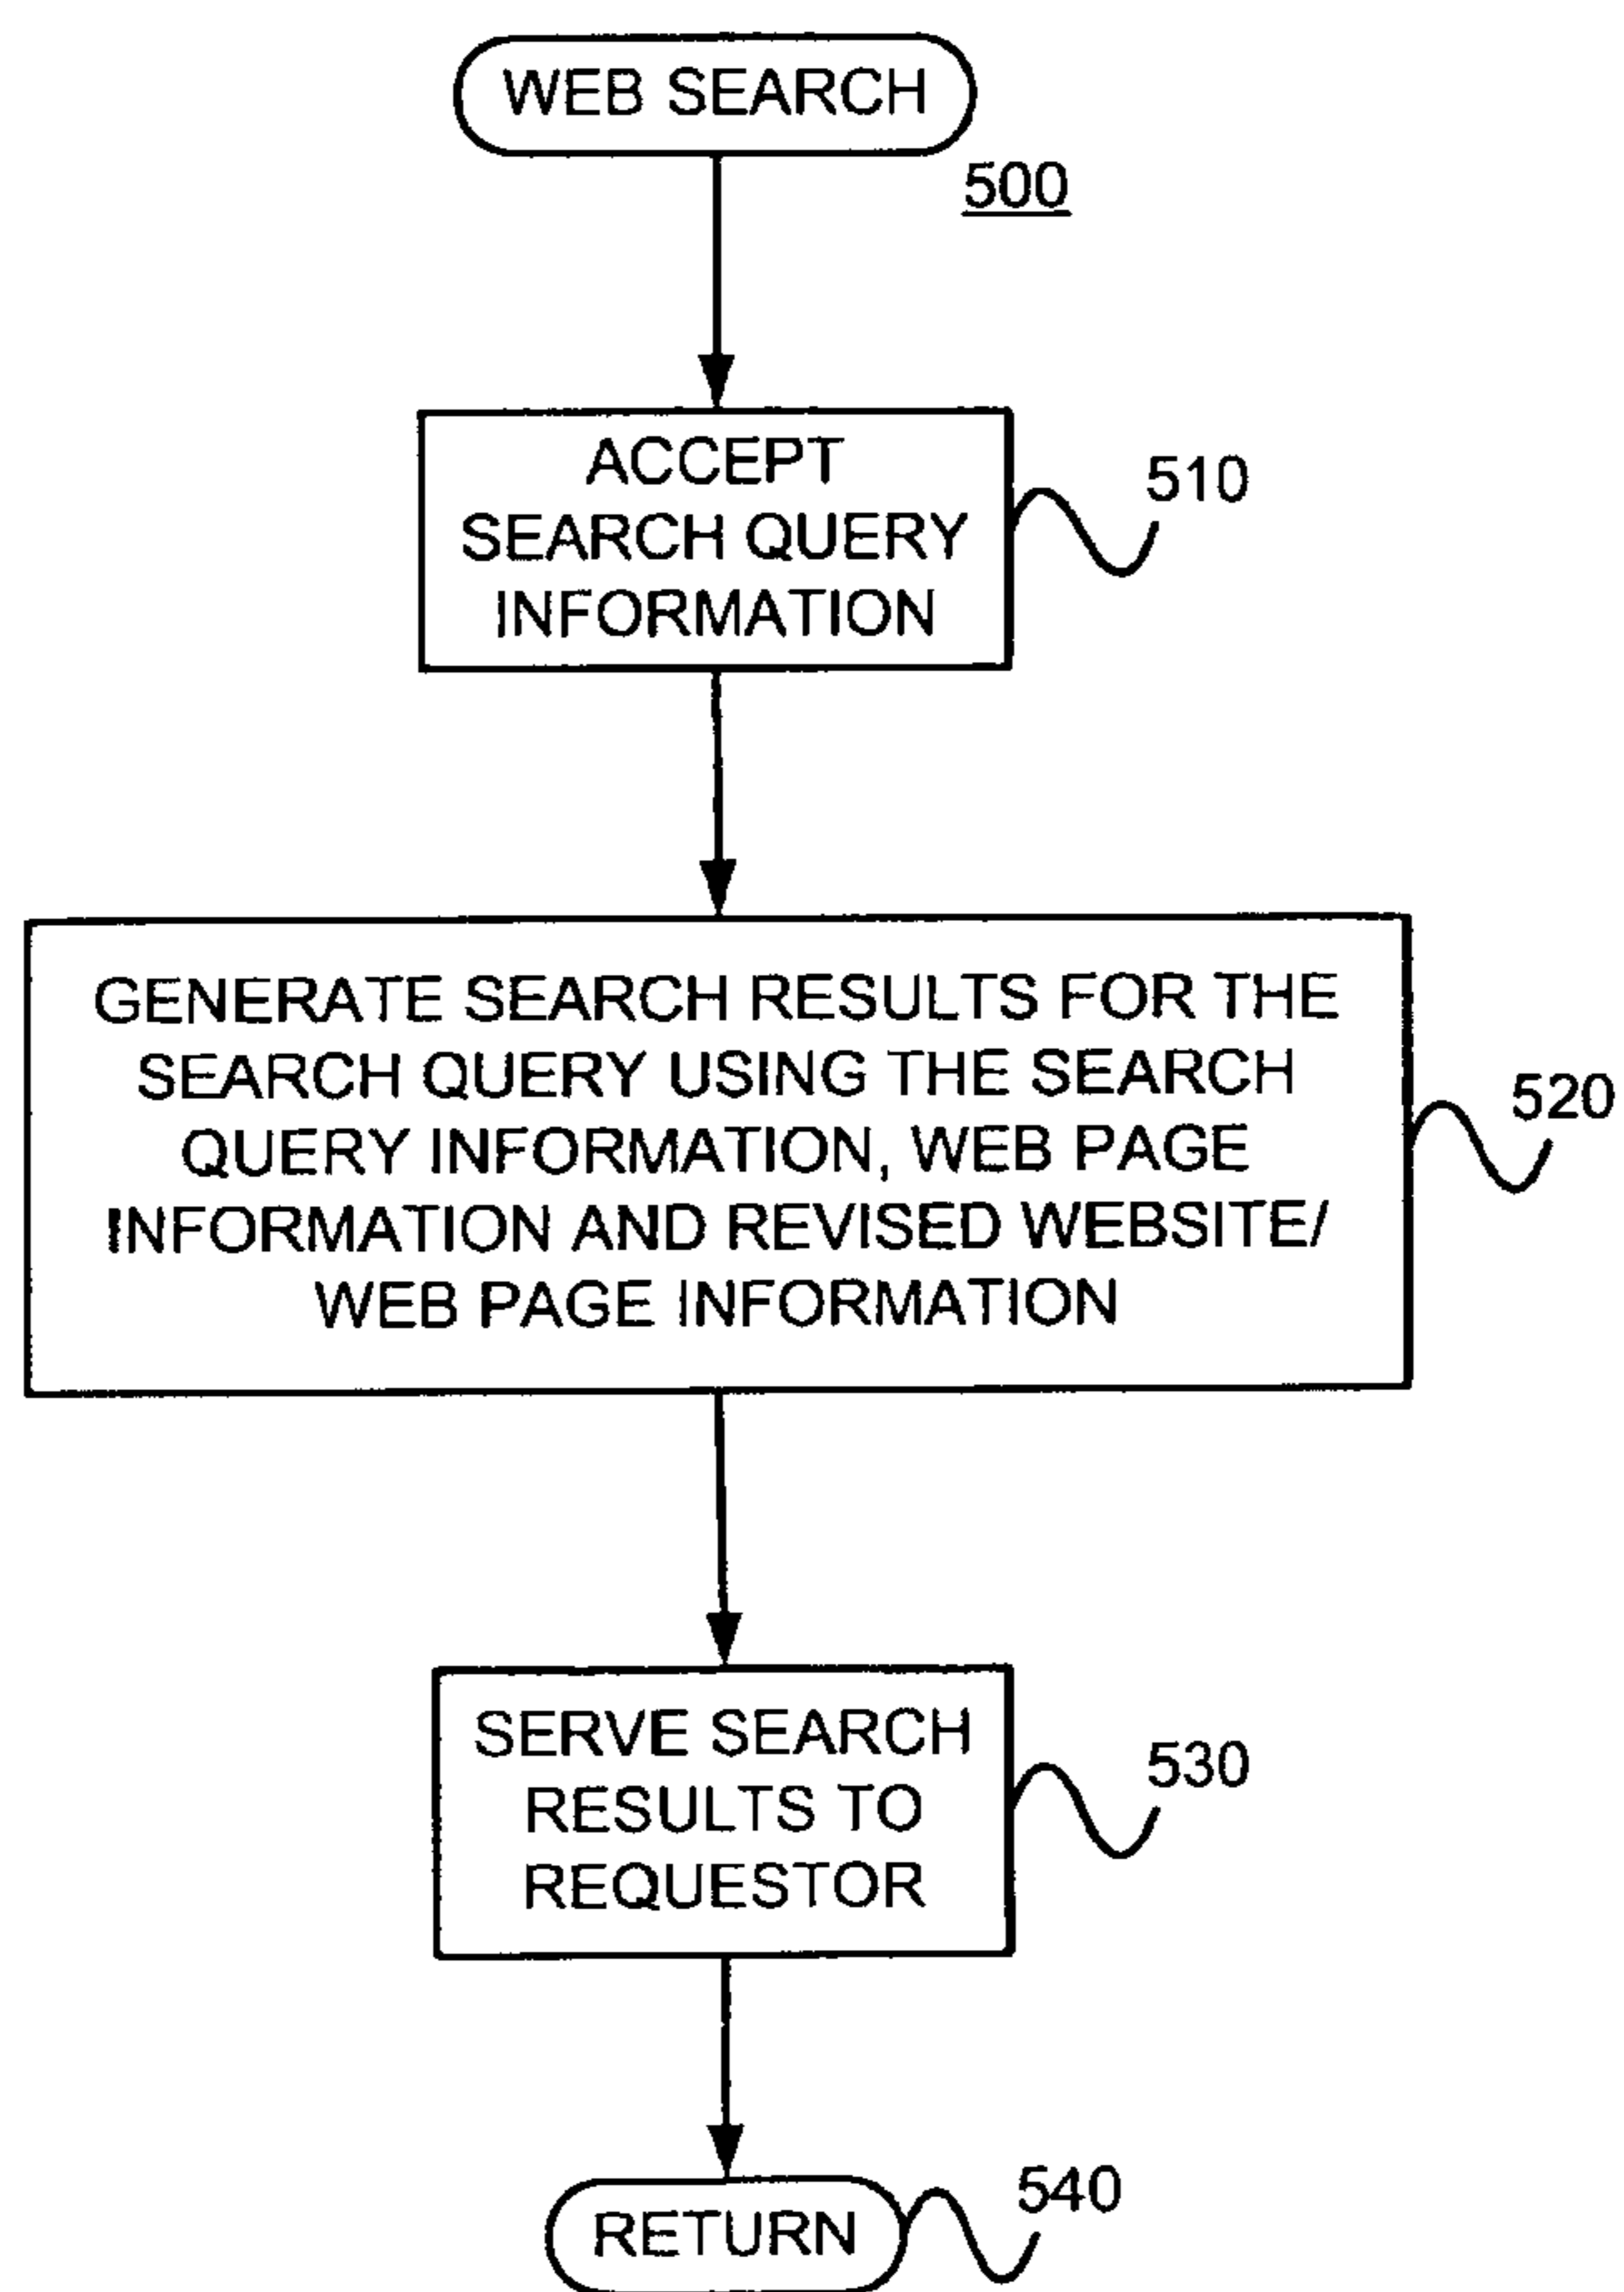 WEB SEARCH
500
ACCEPT
SEARCH QUERY
INFORMATION
510
GENERATE SEARCH RESULTS FOR THE
SEARCH QUERY USING THE SEARCH
QUERY INFORMATION, WEB PAGE
INFORMATION AND REVISED WEBSITE/
WEB PAGE INFORMATION
520
SERVE SEARCH
RESULTS TO
REQUESTOR
530
RETURN
540